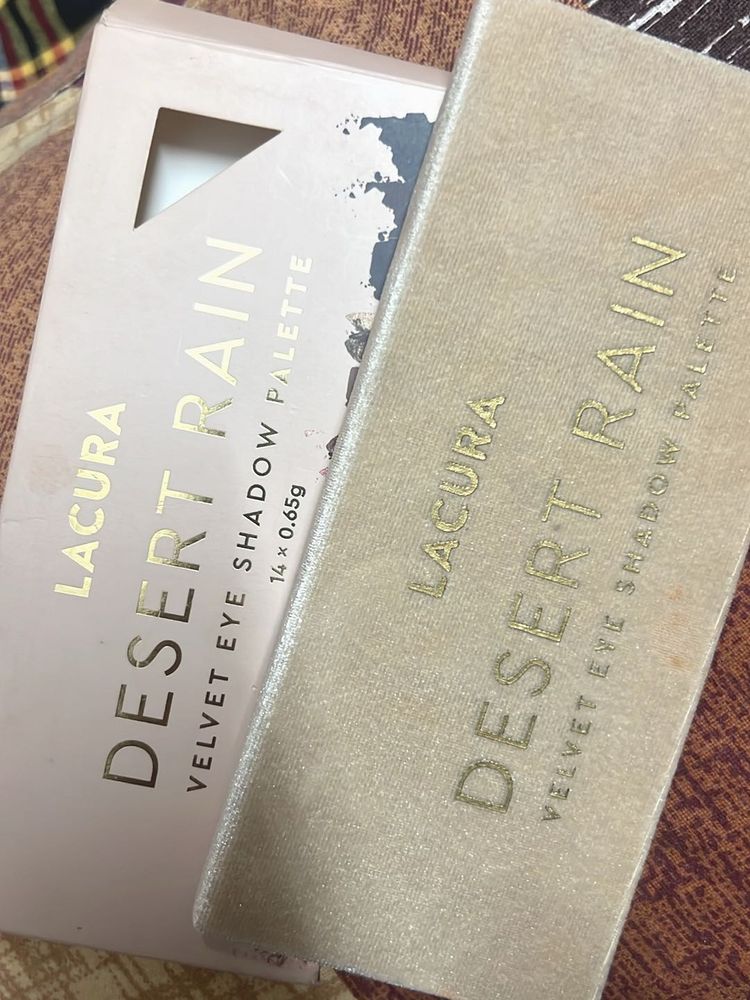 LACURA
DESERT RAIN
VELVET EYE SHADOW PALETTE
14 x 0.65g
LACURA
DESERT RAIN
VELVET EYE SHADOW PALETTE